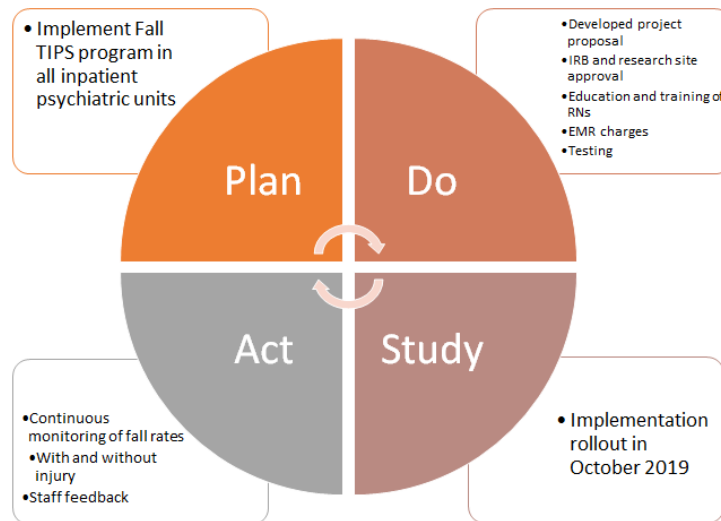 • Implement Fall
TIPS program in
all inpatient
psychiatric units
•Developed project
proposal
•IRB and research site
approval
•Education and training of
RNs
•EMR charges
•Testing
Plan
Do
Act
Study
•Continuous
monitoring of fall rates
•With and without
injury
•Staff feedback
• Implementation
rollout in
October 2019